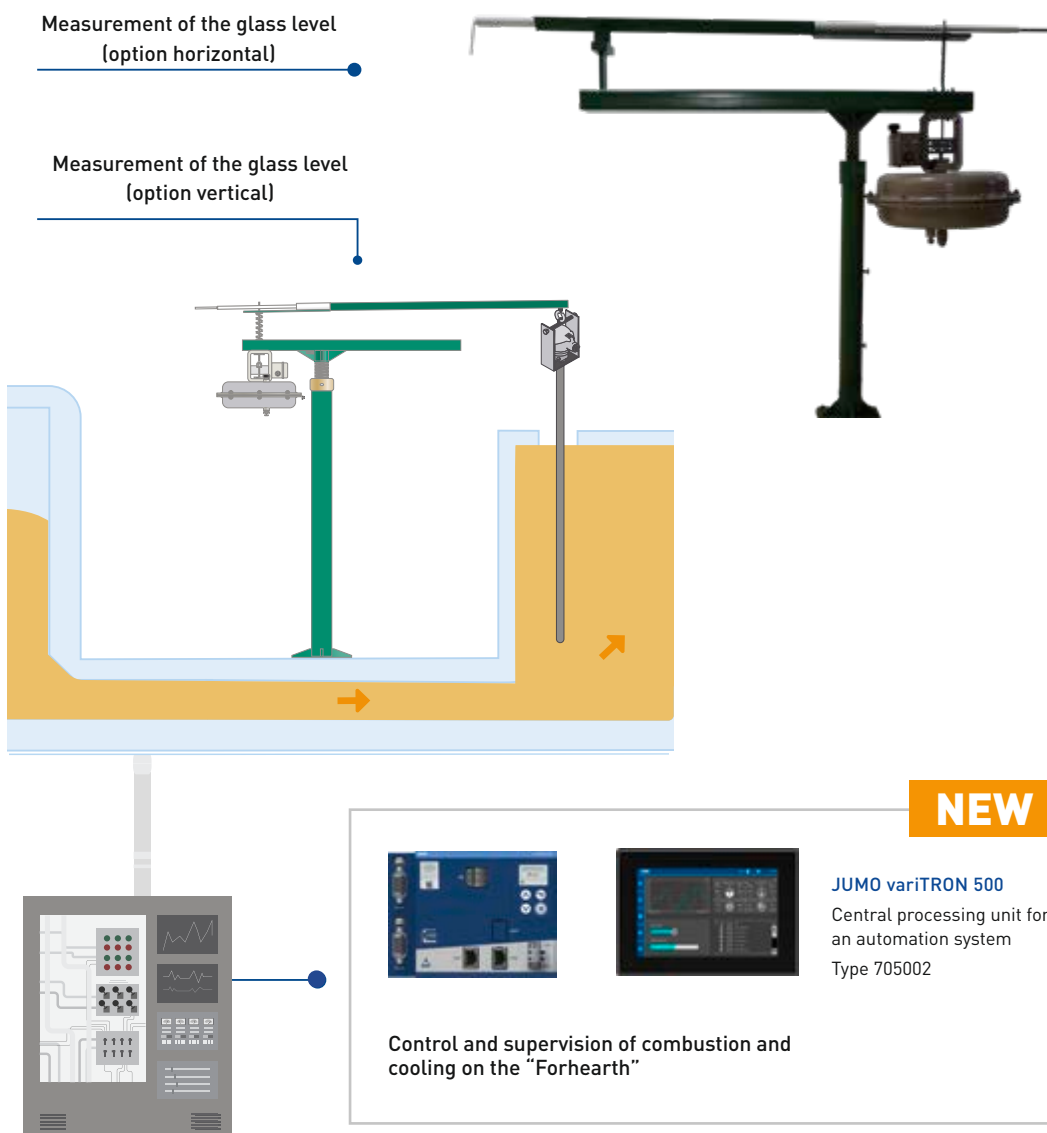 Measurement of the glass level
(option horizontal)
Measurement of the glass level
(option vertical)
NEW
JUMO variTRON 500
Central processing unit for
an automation system
Type 705002
Control and supervision of combustion and
cooling on the “Forhearth”